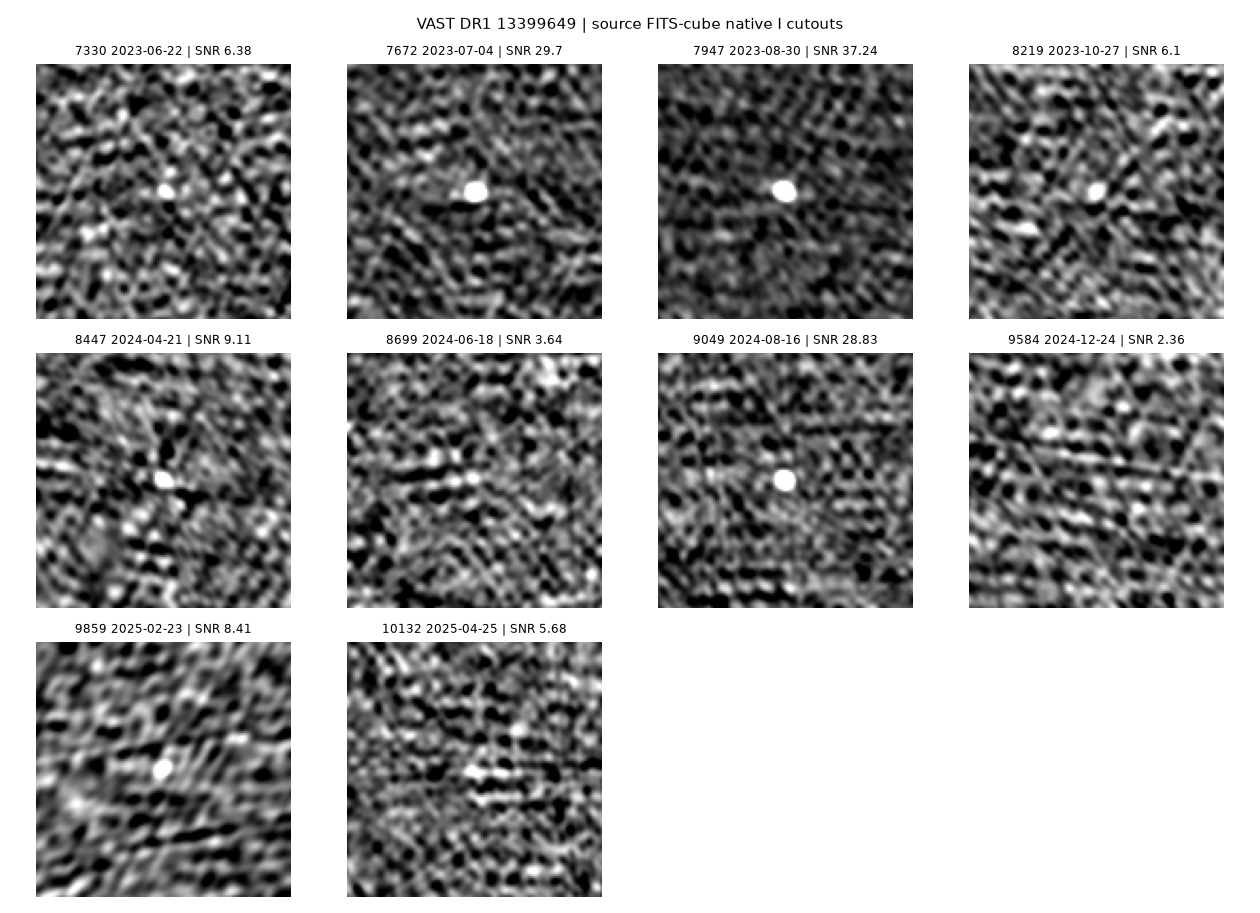 VAST DR1 13399649 | source FITS-cube native I cutouts
7330 2023-06-22 | SNR 6.38
7672 2023-07-04 | SNR 29.7
7947 2023-08-30 | SNR 37.24
8219 2023-10-27 | SNR 6.1
8447 2024-04-21 | SNR 9.11
8699 2024-06-18 | SNR 3.64
9049 2024-08-16 | SNR 28.83
9584 2024-12-24 | SNR 2.36
9859 2025-02-23 | SNR 8.41
10132 2025-04-25 | SNR 5.68